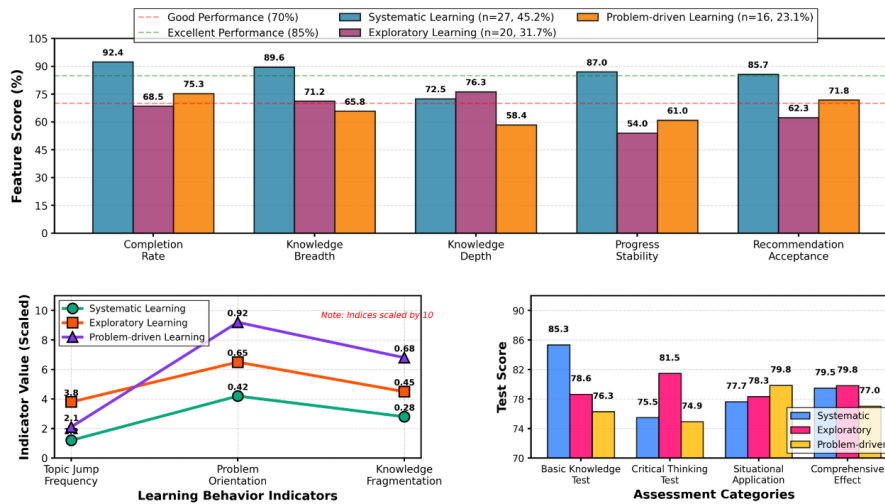 Good Performance (70%)
Excellent Performance (85%)
Systematic Learning (n=27, 45.2%)
Exploratory Learning (n=20, 31.7%)
Problem-driven Learning (n=16, 23.1%)
Feature Score (%)
105
90
75
60
45
30
15
0
92.4
68.5
75.3
89.6
71.2
65.8
72.5
76.3
58.4
87.0
54.0
61.0
85.7
62.3
71.8
Completion
Rate
Knowledge
Breadth
Knowledge
Depth
Progress
Stability
Recommendation
Acceptance
Indicator Value (Scaled)
10
8
6
4
2
0
Systematic Learning
Exploratory Learning
Problem-driven Learning
Note: Indices scaled by 10
3.8
2.1
0.92
0.65
0.42
0.68
0.45
0.28
Topic Jump
Frequency
Problem
Orientation
Knowledge
Fragmentation
Learning Behavior Indicators
Test Score
90
86
82
78
74
70
85.3
78.6
76.3
75.5
81.5
74.9
77.7
78.3
79.8
79.5
79.8
77.0
Systematic
Exploratory
Problem-driven
Basic Knowledge
Test
Critical Thinking
Test
Situational
Application
Comprehensive
Effect
Assessment Categories